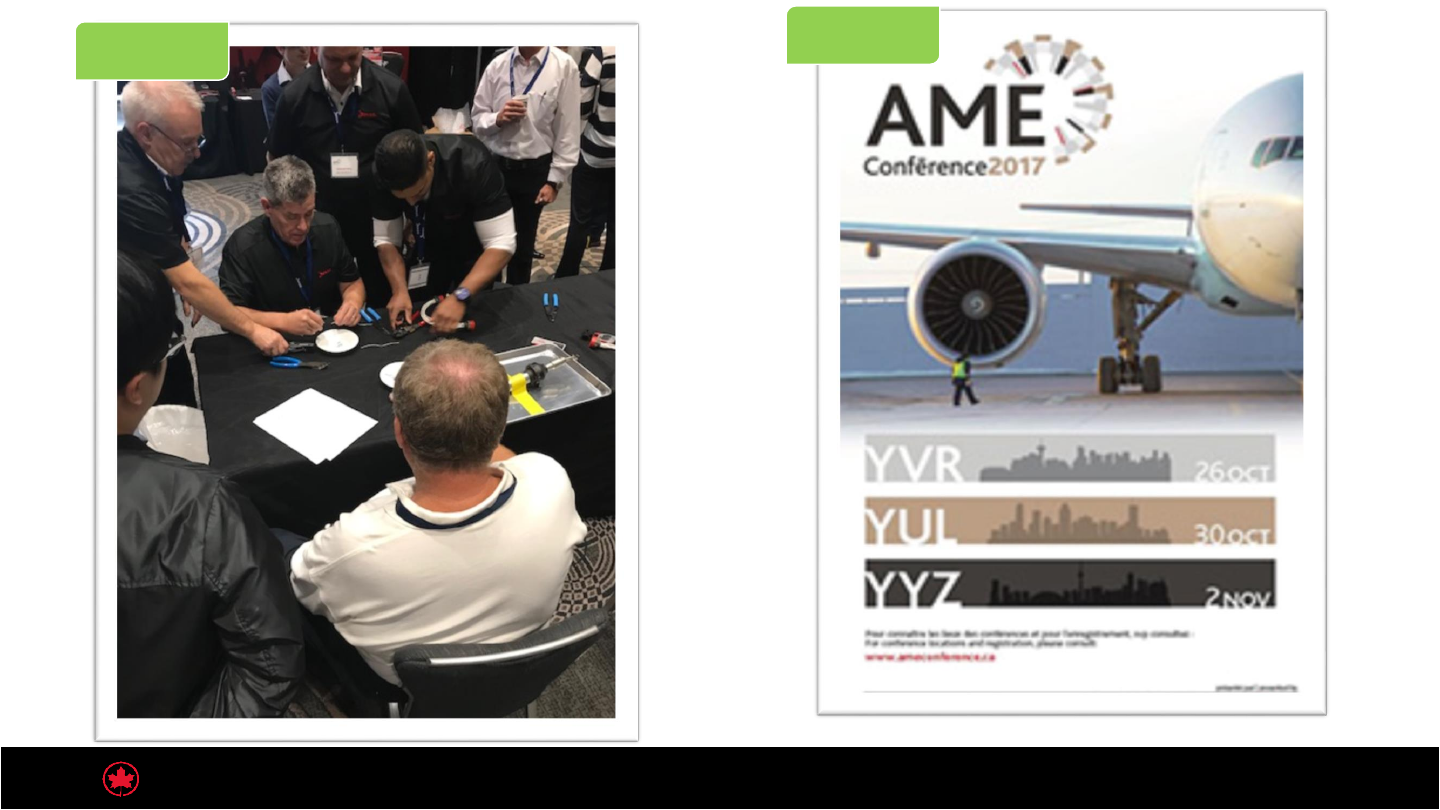 AME
Conférence2017
YVR 26OCT
YUL 30OCT
YYZ 2NOV
Pour connaître les lieux des conférences et pour l'enregistrement, svp consultez :
For conference locations and registration, please consult:
www.ameconference.ca